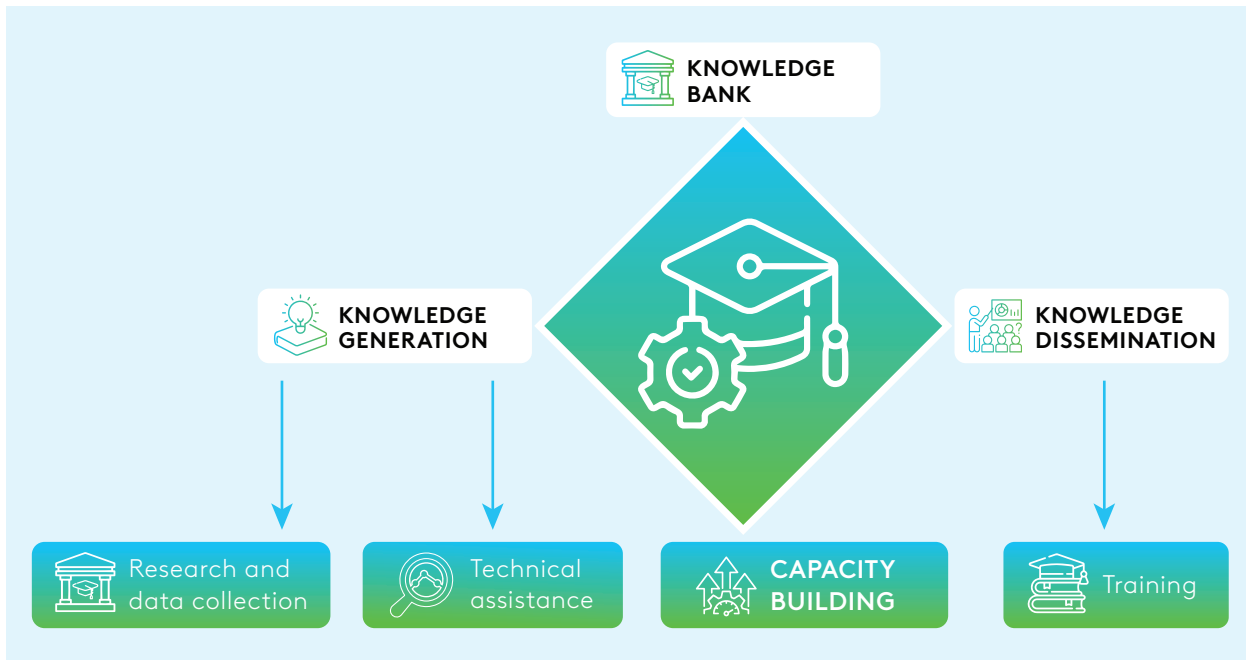 KNOWLEDGE
BANK
KNOWLEDGE
GENERATION
KNOWLEDGE
DISSEMINATION
Research and
data collection
Technical
assistance
CAPACITY
BUILDING
Training